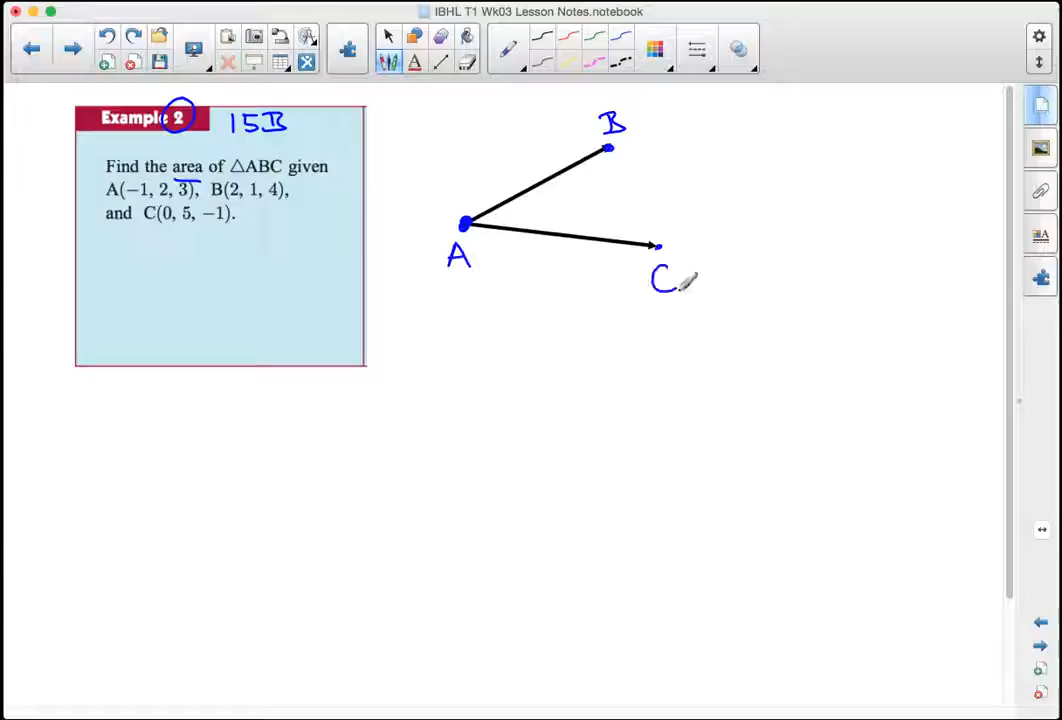 IBHL T1 Wk03 Lesson Notes.notebook
Example 2 15B
Find the area of △ABC given
A(−1, 2, 3), B(2, 1, 4),
and C(0, 5, −1).
B
A
C